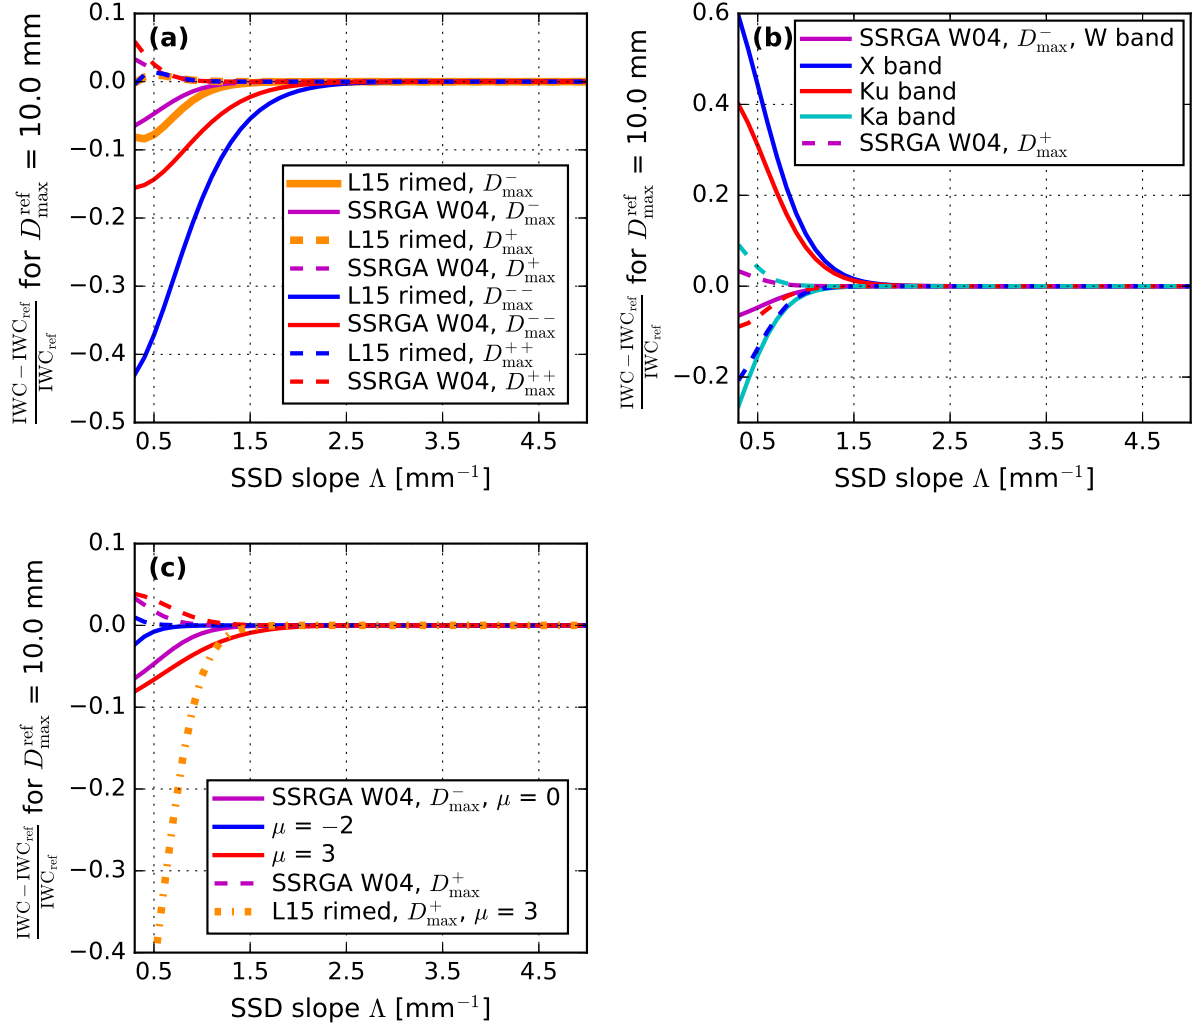 (a)
0.1
0.0
−0.1
−0.2
−0.3
−0.4
−0.5
0.5 1.5 2.5 3.5 4.5
SSD slope Λ [mm⁻¹]
(IWC − IWC_ref)/IWC_ref for D_max^ref = 10.0 mm
L15 rimed, D_max^−
SSRGA W04, D_max^−
L15 rimed, D_max^+
SSRGA W04, D_max^+
L15 rimed, D_max^−−
SSRGA W04, D_max^−−
L15 rimed, D_max^++
SSRGA W04, D_max^++
(b)
0.6
0.4
0.2
0.0
−0.2
0.5 1.5 2.5 3.5 4.5
SSD slope Λ [mm⁻¹]
(IWC − IWC_ref)/IWC_ref for D_max^ref = 10.0 mm
SSRGA W04, D_max^−, W band
X band
Ku band
Ka band
SSRGA W04, D_max^+
(c)
0.1
0.0
−0.1
−0.2
−0.3
−0.4
0.5 1.5 2.5 3.5 4.5
SSD slope Λ [mm⁻¹]
(IWC − IWC_ref)/IWC_ref for D_max^ref = 10.0 mm
SSRGA W04, D_max^−, μ = 0
μ = −2
μ = 3
SSRGA W04, D_max^+
L15 rimed, D_max^+, μ = 3